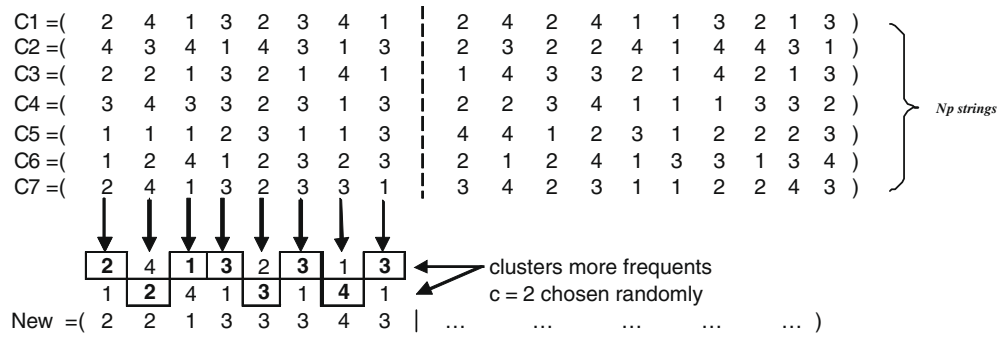 C1 =( 2 4 1 3 2 3 4 1 2 4 2 4 1 1 3 2 1 3 )
C2 =( 4 3 4 1 4 3 1 3 2 3 2 2 4 1 4 4 3 1 )
C3 =( 2 2 1 3 2 1 4 1 1 4 3 3 2 1 4 2 1 3 )
C4 =( 3 4 3 3 2 3 1 3 2 2 3 4 1 1 1 3 3 2 )
Np strings
C5 =( 1 1 1 2 3 1 1 3 4 4 1 2 3 1 2 2 2 3 )
C6 =( 1 2 4 1 2 3 2 3 2 1 2 4 1 3 3 1 3 4 )
C7 =( 2 4 1 3 2 3 3 1 3 4 2 3 1 1 2 2 4 3 )
2 4 1 3 2 3 1 3 clusters more frequents
1 2 4 1 3 1 4 1 c = 2 chosen randomly
New =( 2 2 1 3 3 3 4 3 | ... ... ... ... ... )